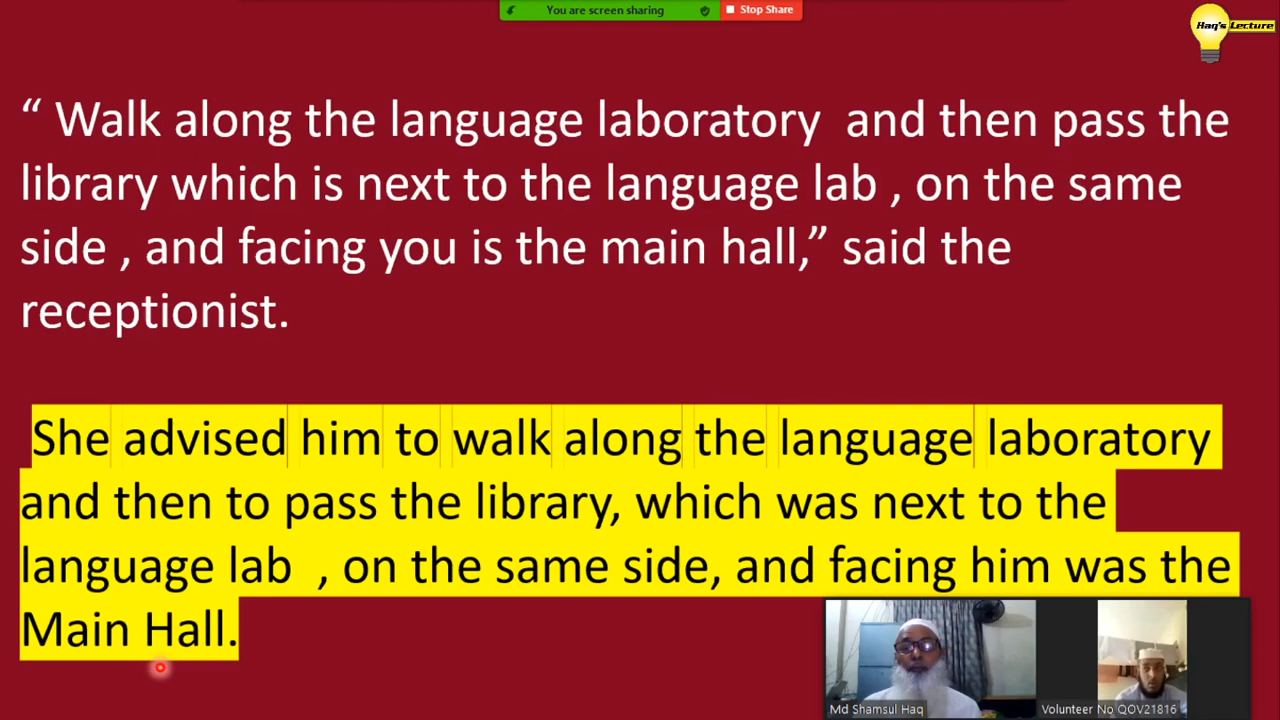 You are screen sharing Stop Share
Haq's Lecture
“ Walk along the language laboratory and then pass the
library which is next to the language lab , on the same
side , and facing you is the main hall,” said the
receptionist.
She advised him to walk along the language laboratory
and then to pass the library, which was next to the
language lab , on the same side, and facing him was the
Main Hall.
Md Shamsul Haq
Volunteer No QOV21816